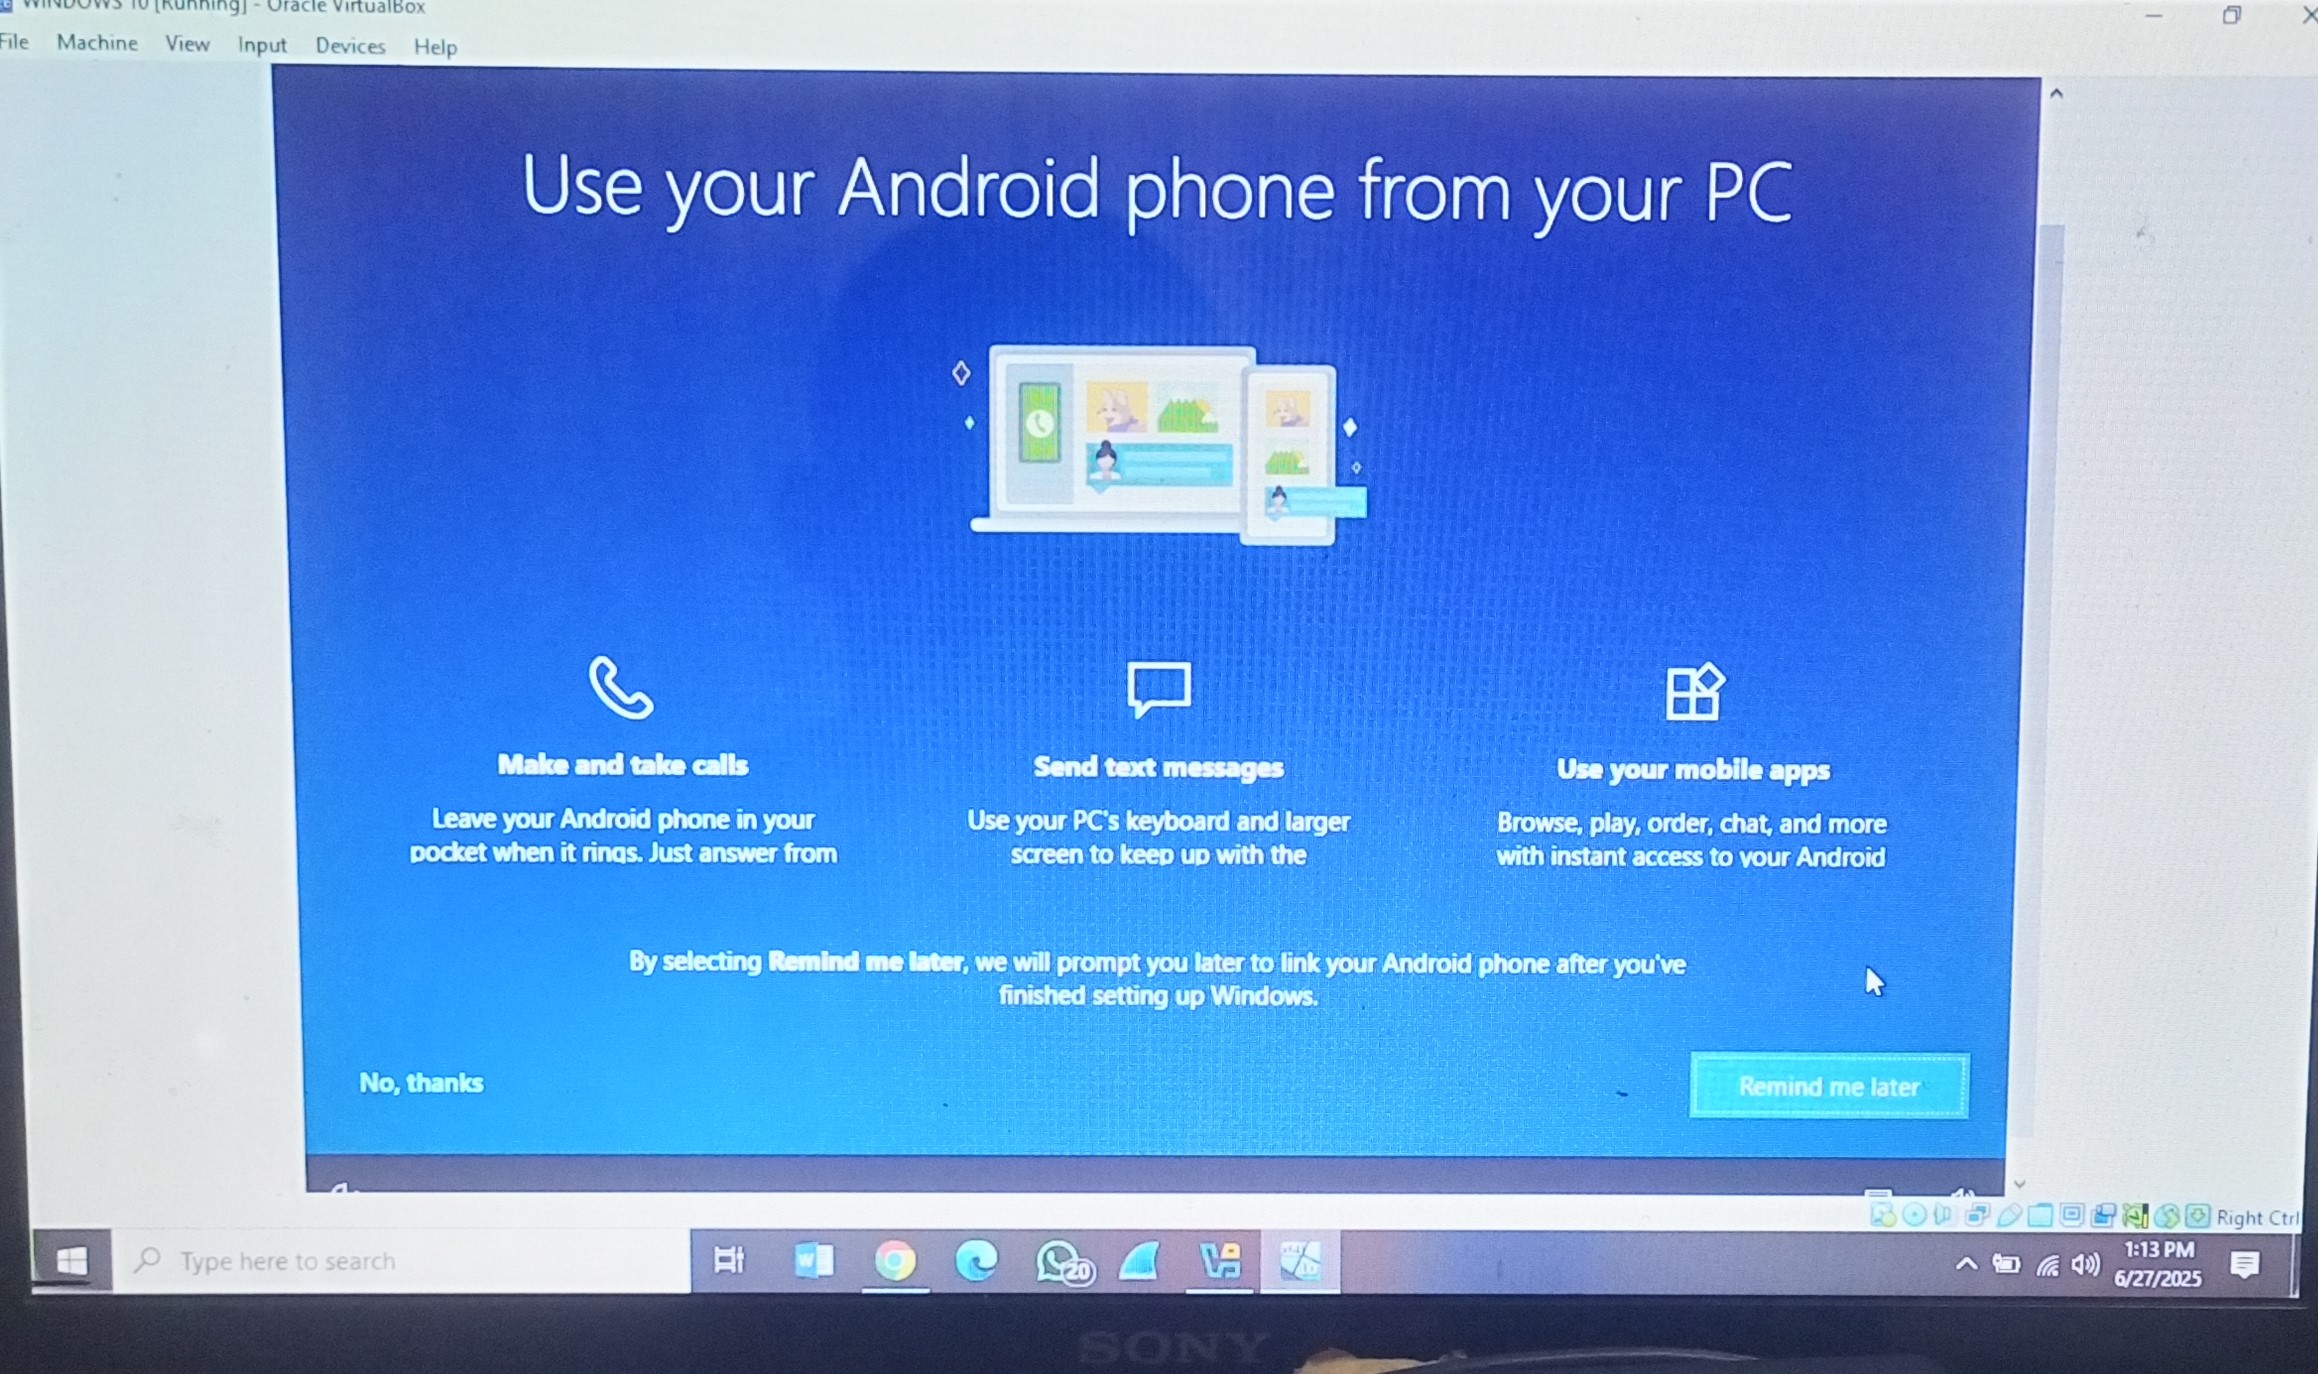 WINDOWS 10 [Running] - Oracle VirtualBox
File Machine View Input Devices Help
Use your Android phone from your PC
Make and take calls
Leave your Android phone in your
pocket when it rings. Just answer from
Send text messages
Use your PC's keyboard and larger
screen to keep up with the
Use your mobile apps
Browse, play, order, chat, and more
with instant access to your Android
By selecting Remind me later, we will prompt you later to link your Android phone after you've
finished setting up Windows.
No, thanks
Remind me later
Right Ctrl
Type here to search
20
1:13 PM
6/27/2025
SONY